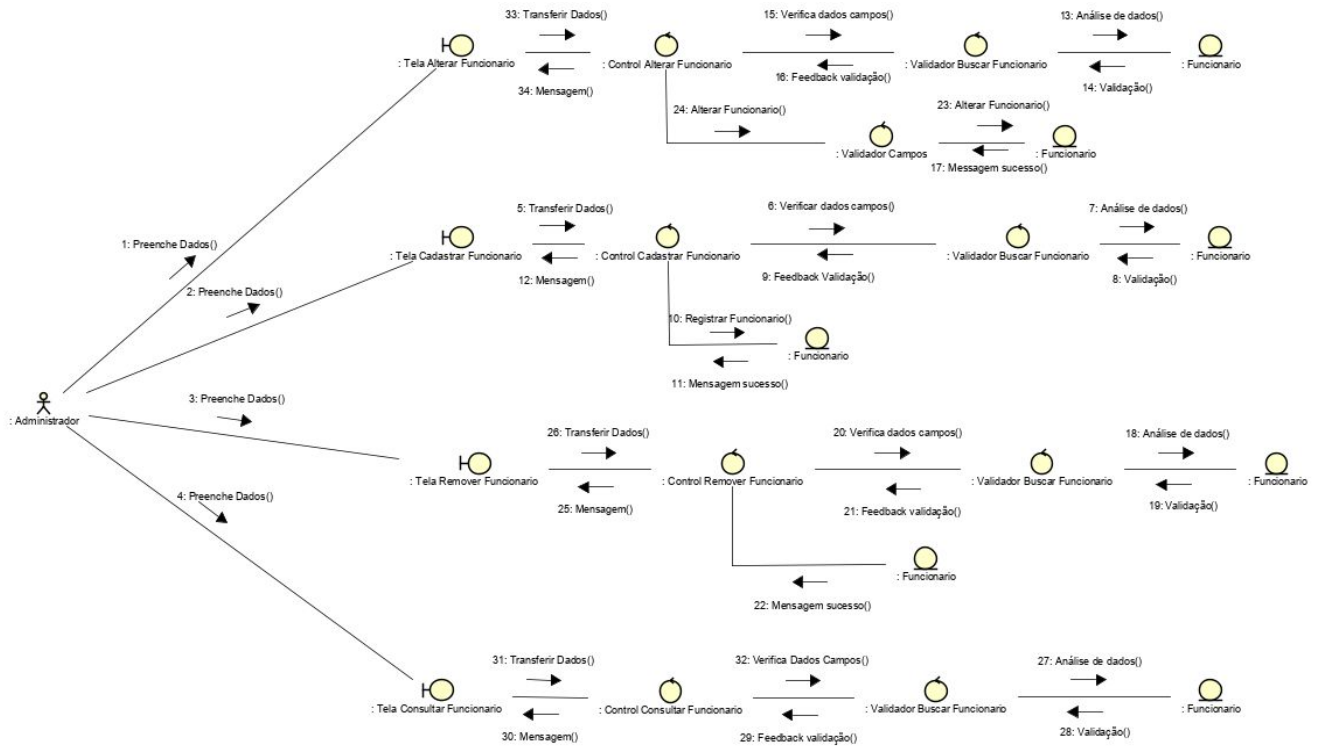 33: Transferir Dados()
15: Verifica dados campos()
13: Análise de dados()
: Tela Alterar Funcionario
: Control Alterar Funcionario
: Validador Buscar Funcionario
: Funcionario
34: Mensagem()
16: Feedback validação()
14: Validação()
24: Alterar Funcionario()
23: Alterar Funcionario()
: Validador Campos
: Funcionario
17: Messagem sucesso()
5: Transferir Dados()
6: Verificar dados campos()
7: Análise de dados()
1: Preenche Dados()
: Tela Cadastrar Funcionario
: Control Cadastrar Funcionario
: Validador Buscar Funcionario
: Funcionario
12: Mensagem()
9: Feedback Validação()
8: Validação()
2: Preenche Dados()
10: Registrar Funcionario()
: Funcionario
11: Mensagem sucesso()
3: Preenche Dados()
: Administrador
26: Transferir Dados()
20: Verifica dados campos()
18: Análise de dados()
: Tela Remover Funcionario
: Control Remover Funcionario
: Validador Buscar Funcionario
: Funcionario
4: Preenche Dados()
25: Mensagem()
21: Feedback validação()
19: Validação()
: Funcionario
22: Mensagem sucesso()
31: Transferir Dados()
32: Verifica Dados Campos()
27: Análise de dados()
: Tela Consultar Funcionario
: Control Consultar Funcionario
: Validador Buscar Funcionario
: Funcionario
30: Mensagem()
29: Feedback validação()
28: Validação()